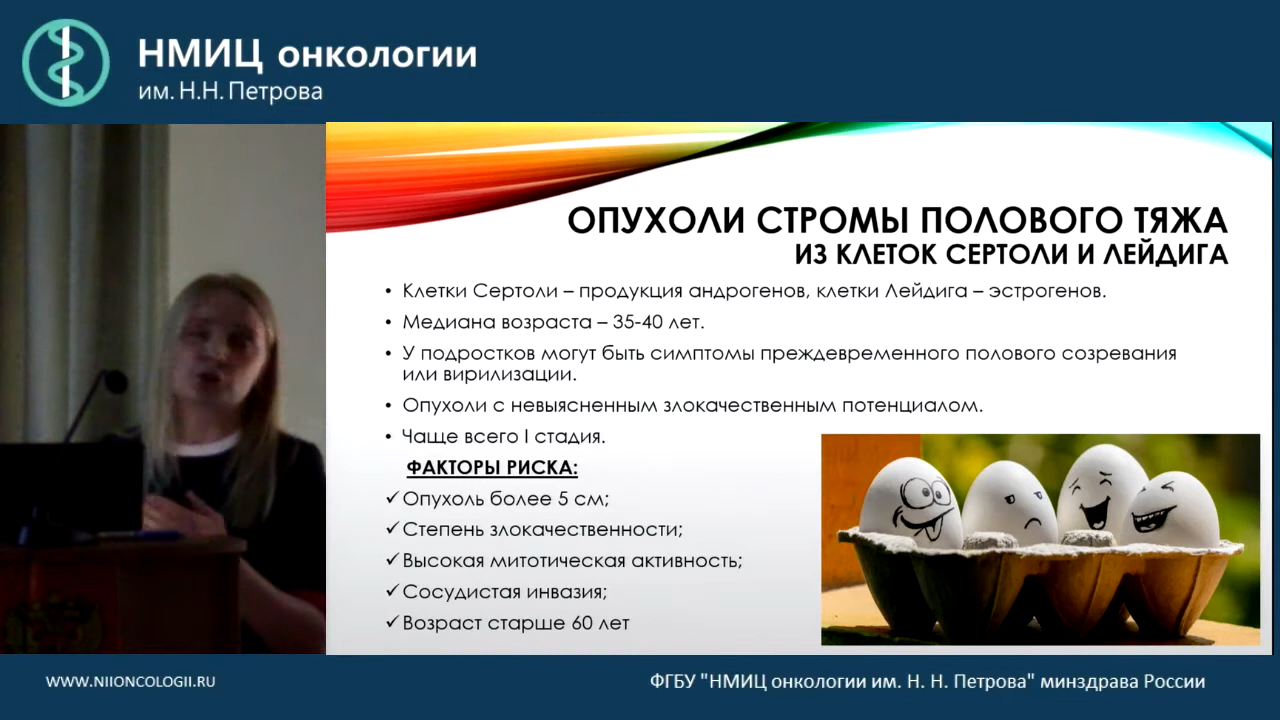 НМИЦ онкологии
им. Н.Н. Петрова
ОПУХОЛИ СТРОМЫ ПОЛОВОГО ТЯЖА
ИЗ КЛЕТОК СЕРТОЛИ И ЛЕЙДИГА
• Клетки Сертоли – продукция андрогенов, клетки Лейдига – эстрогенов.
• Медиана возраста – 35-40 лет.
• У подростков могут быть симптомы преждевременного полового созревания
или вирилизации.
• Опухоли с невыясненным злокачественным потенциалом.
• Чаще всего I стадия.
ФАКТОРЫ РИСКА:
✓ Опухоль более 5 см;
✓ Степень злокачественности;
✓ Высокая митотическая активность;
✓ Сосудистая инвазия;
✓ Возраст старше 60 лет
WWW.NIIONCOLOGII.RU
ФГБУ "НМИЦ онкологии им. Н. Н. Петрова" минздрава России